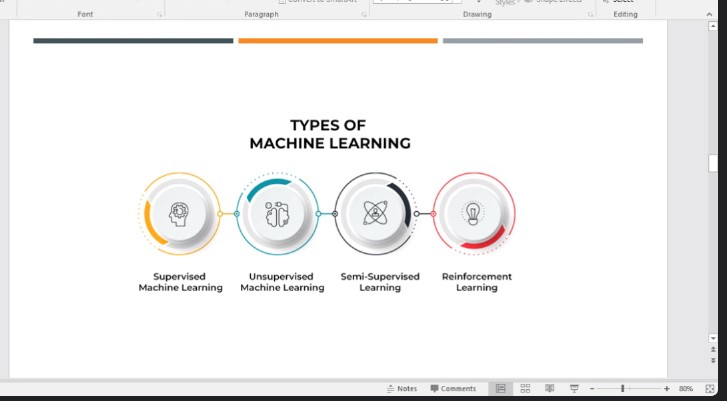 Font Paragraph Drawing Editing
TYPES OF
MACHINE LEARNING
Supervised
Machine Learning
Unsupervised
Machine Learning
Semi-Supervised
Learning
Reinforcement
Learning
Notes Comments 80%